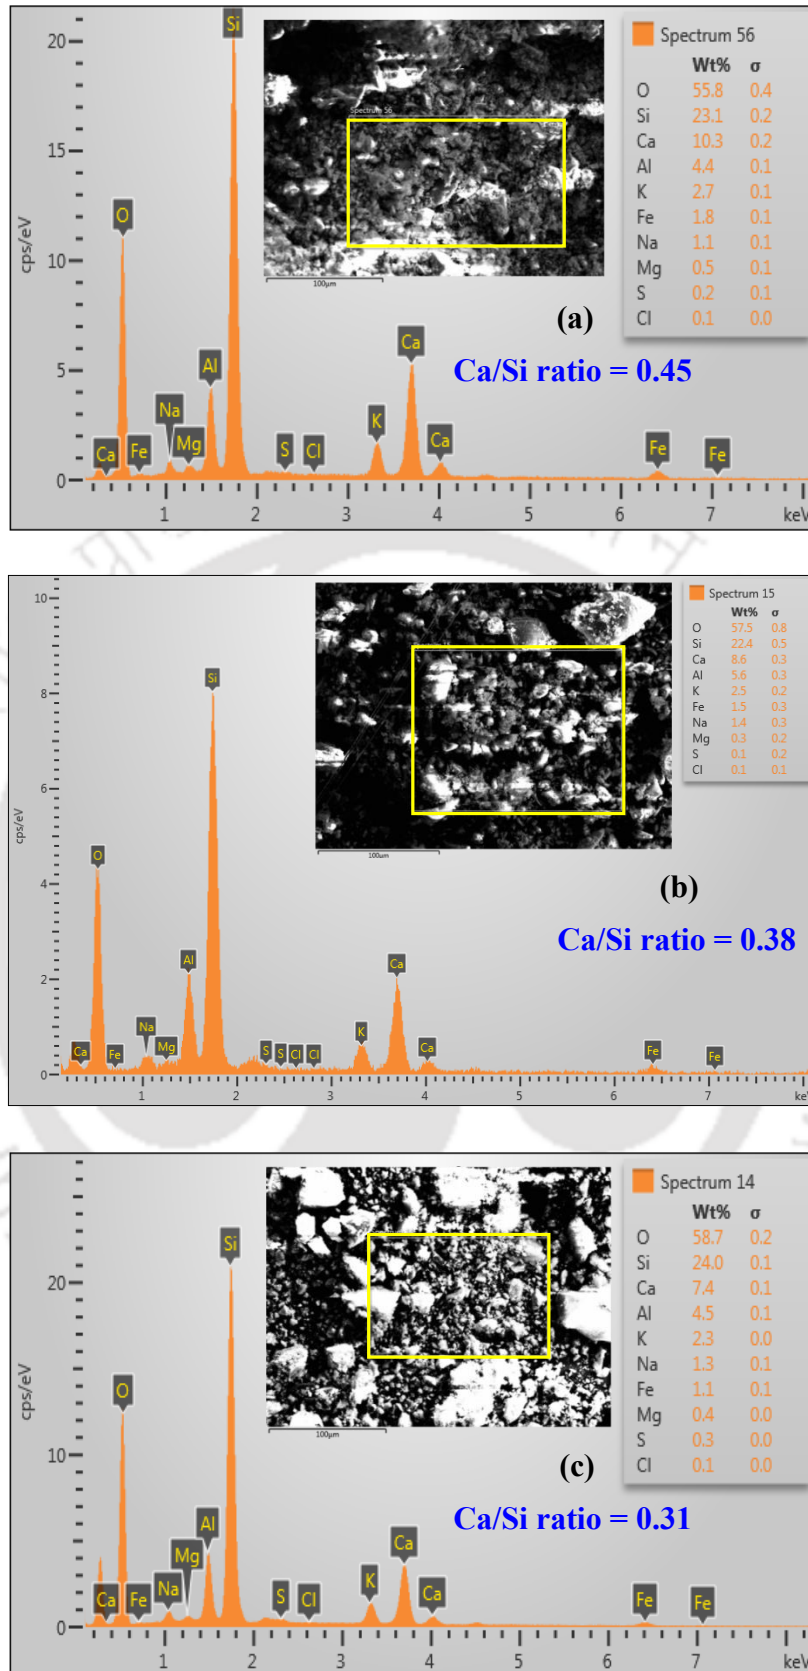 Spectrum 56
Wt% σ
O 55.8 0.4
Si 23.1 0.2
Ca 10.3 0.2
Al 4.4 0.1
K 2.7 0.1
Fe 1.8 0.1
Na 1.1 0.1
Mg 0.5 0.1
S 0.2 0.1
Cl 0.1 0.0
Spectrum 56
100µm
(a)
Ca/Si ratio = 0.45
cps/eV
20
15
10
5
0
Ca O Fe Na Mg Al Si S Cl K Ca Ca Fe Fe
1 2 3 4 5 6 7 keV
Spectrum 15
Wt% σ
O 57.5 0.8
Si 22.4 0.5
Ca 8.6 0.3
Al 5.6 0.3
K 2.5 0.2
Fe 1.5 0.3
Na 1.4 0.3
Mg 0.3 0.2
S 0.1 0.2
Cl 0.1 0.1
100µm
(b)
Ca/Si ratio = 0.38
cps/eV
10
8
6
4
2
0
Ca O Fe Na Mg Al Si S S Cl Cl K Ca Ca Fe Fe
1 2 3 4 5 6 7 keV
Spectrum 14
Wt% σ
O 58.7 0.2
Si 24.0 0.1
Ca 7.4 0.1
Al 4.5 0.1
K 2.3 0.0
Na 1.3 0.1
Fe 1.1 0.1
Mg 0.4 0.0
S 0.3 0.0
Cl 0.1 0.0
100µm
(c)
Ca/Si ratio = 0.31
cps/eV
20
10
0
Ca O Fe Na Mg Al Si S Cl K Ca Ca Fe Fe
1 2 3 4 5 6 7 keV